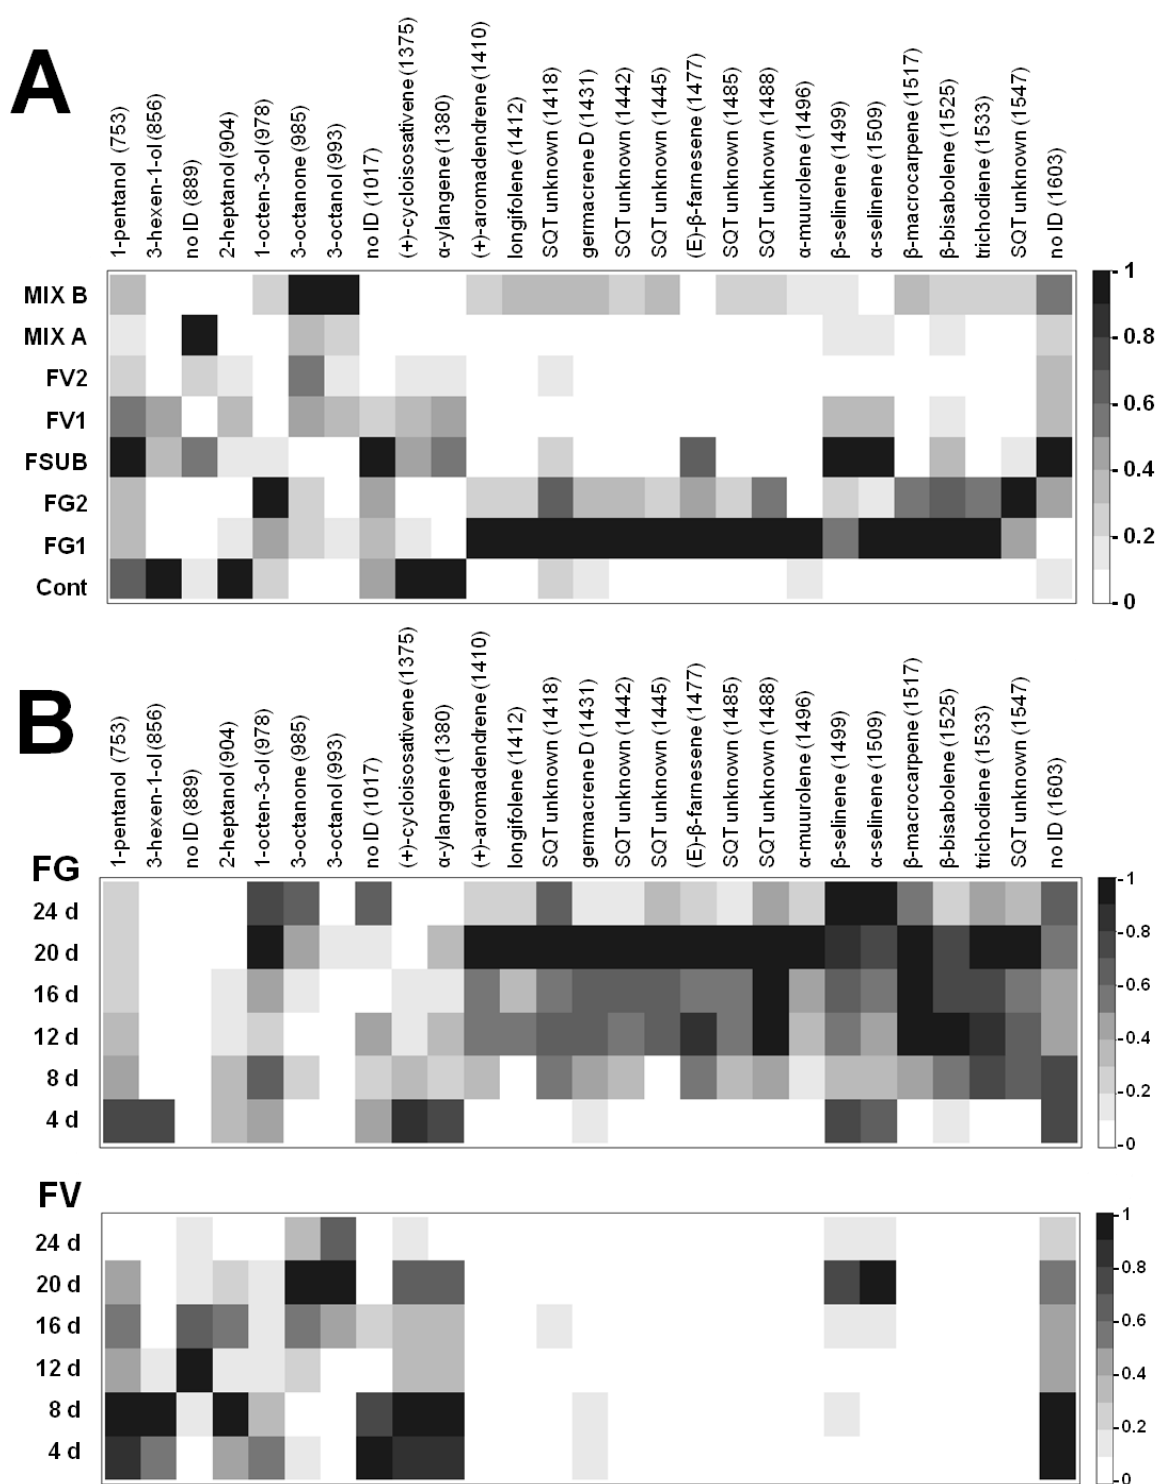 A
1-pentanol (753)
3-hexen-1-ol (856)
no ID (889)
2-heptanol (904)
1-octen-3-ol (978)
3-octanone (985)
3-octanol (993)
no ID (1017)
(+)-cycloisosativene (1375)
α-ylangene (1380)
(+)-aromadendrene (1410)
longifolene (1412)
SQT unknown (1418)
germacrene D (1431)
SQT unknown (1442)
SQT unknown (1445)
(E)-β-farnesene (1477)
SQT unknown (1485)
SQT unknown (1488)
α-muurolene (1496)
β-selinene (1499)
α-selinene (1509)
β-macrocarpene (1517)
β-bisabolene (1525)
trichodiene (1533)
SQT unknown (1547)
no ID (1603)
MIX B
MIX A
FV2
FV1
FSUB
FG2
FG1
Cont
1
0.8
0.6
0.4
0.2
0
B
1-pentanol (753)
3-hexen-1-ol (856)
no ID (889)
2-heptanol (904)
1-octen-3-ol (978)
3-octanone (985)
3-octanol (993)
no ID (1017)
(+)-cycloisosativene (1375)
α-ylangene (1380)
(+)-aromadendrene (1410)
longifolene (1412)
SQT unknown (1418)
germacrene D (1431)
SQT unknown (1442)
SQT unknown (1445)
(E)-β-farnesene (1477)
SQT unknown (1485)
SQT unknown (1488)
α-muurolene (1496)
β-selinenene (1499)
α-selinene (1509)
β-macrocarpene (1517)
β-bisabolene (1525)
trichodiene (1533)
SQT unknown (1547)
no ID (1603)
FG
24 d
20 d
16 d
12 d
8 d
4 d
1
0.8
0.6
0.4
0.2
0
FV
24 d
20 d
16 d
12 d
8 d
4 d
1
0.8
0.6
0.4
0.2
0